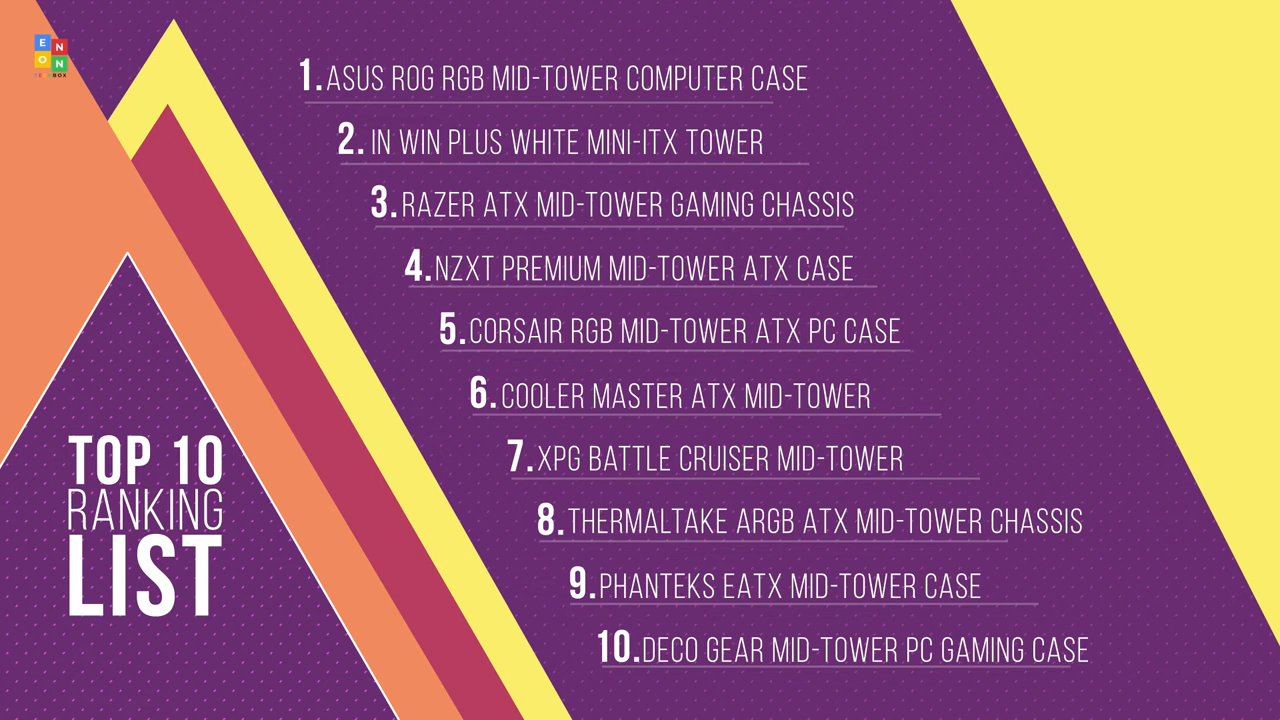 E N
O N
BOX
1. ASUS ROG RGB MID-TOWER COMPUTER CASE
2. IN WIN PLUS WHITE MINI-ITX TOWER
3. RAZER ATX MID-TOWER GAMING CHASSIS
4. NZXT PREMIUM MID-TOWER ATX CASE
5. CORSAIR RGB MID-TOWER ATX PC CASE
6. COOLER MASTER ATX MID-TOWER
7. XPG BATTLE CRUISER MID-TOWER
8. THERMALTAKE ARGB ATX MID-TOWER CHASSIS
9. PHANTEKS EATX MID-TOWER CASE
10. DECO GEAR MID-TOWER PC GAMING CASE
TOP 10
RANKING
LIST